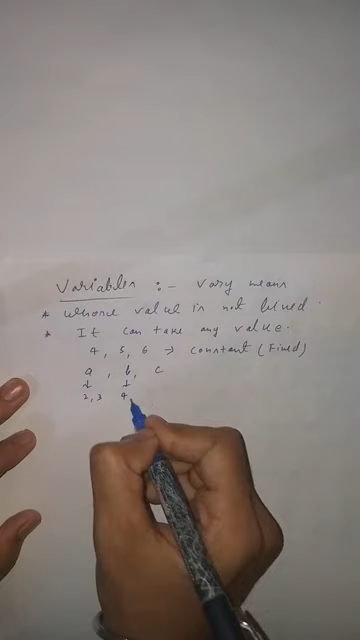 Variables :- Vary means
* whose value is not fixed.
* It can take any value.
4, 5, 6 → constant (Fixed)
a, b, c
↓ ↓
2, 3 4